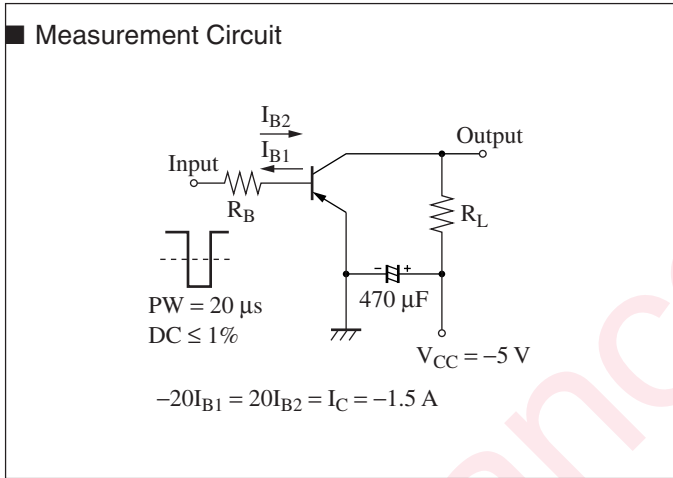 ■ Measurement Circuit
I_B2
I_B1
Output
Input
R_B
R_L
− +
470 µF
PW = 20 µs
DC ≤ 1%
V_CC = −5 V
−20I_B1 = 20I_B2 = I_C = −1.5 A